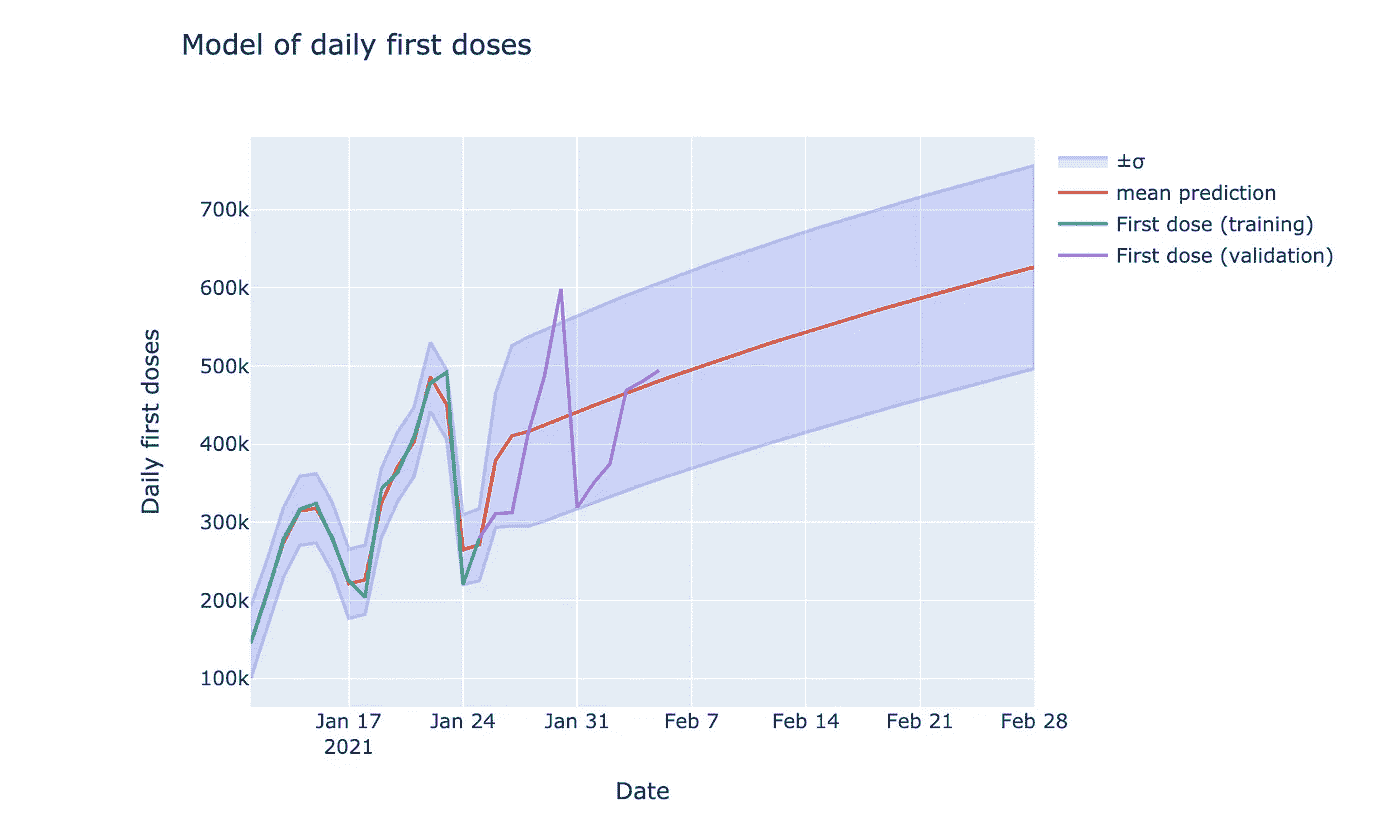 Model of daily first doses
±σ
mean prediction
First dose (training)
First dose (validation)
Daily first doses
700k
600k
500k
400k
300k
200k
100k
Jan 17 Jan 24 Jan 31 Feb 7 Feb 14 Feb 21 Feb 28
2021
Date